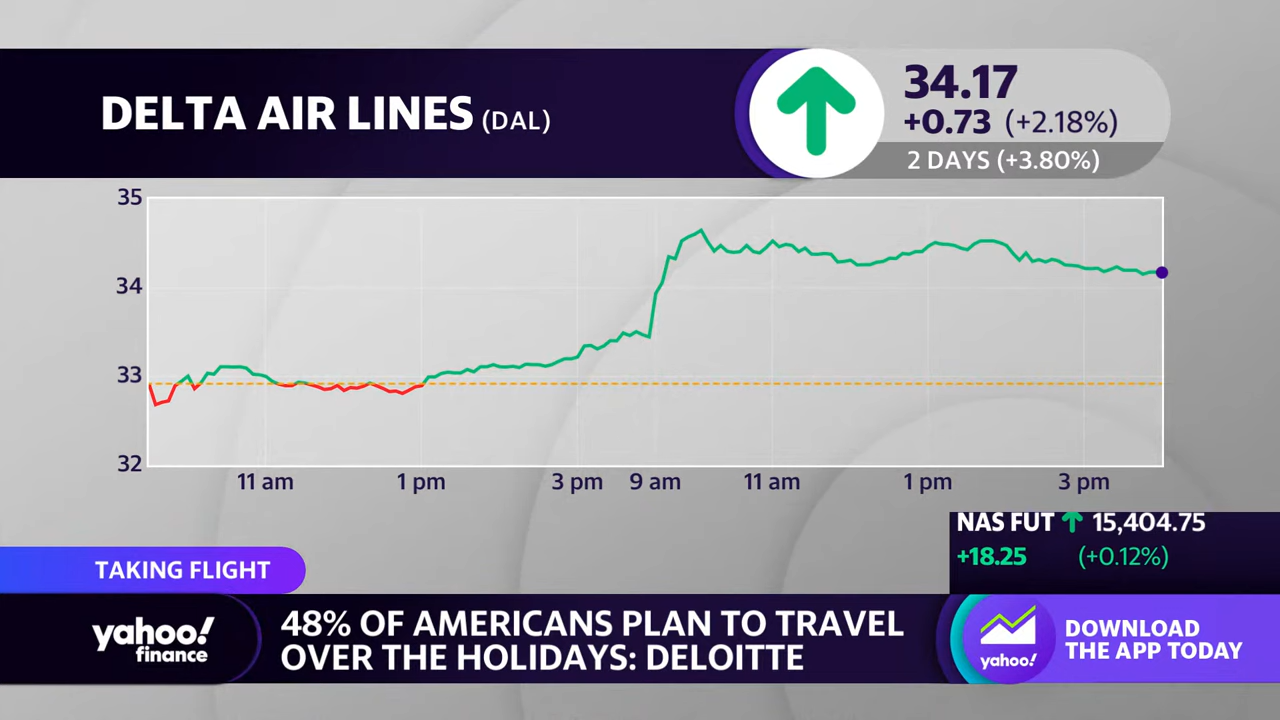 DELTA AIR LINES (DAL)
34.17
+0.73 (+2.18%)
2 DAYS (+3.80%)
35
34
33
32
11 am 1 pm 3 pm 9 am 11 am 1 pm 3 pm
NAS FUT 15,404.75
+18.25 (+0.12%)
TAKING FLIGHT
yahoo!
finance
48% OF AMERICANS PLAN TO TRAVEL
OVER THE HOLIDAYS: DELOITTE
yahoo!
DOWNLOAD
THE APP TODAY